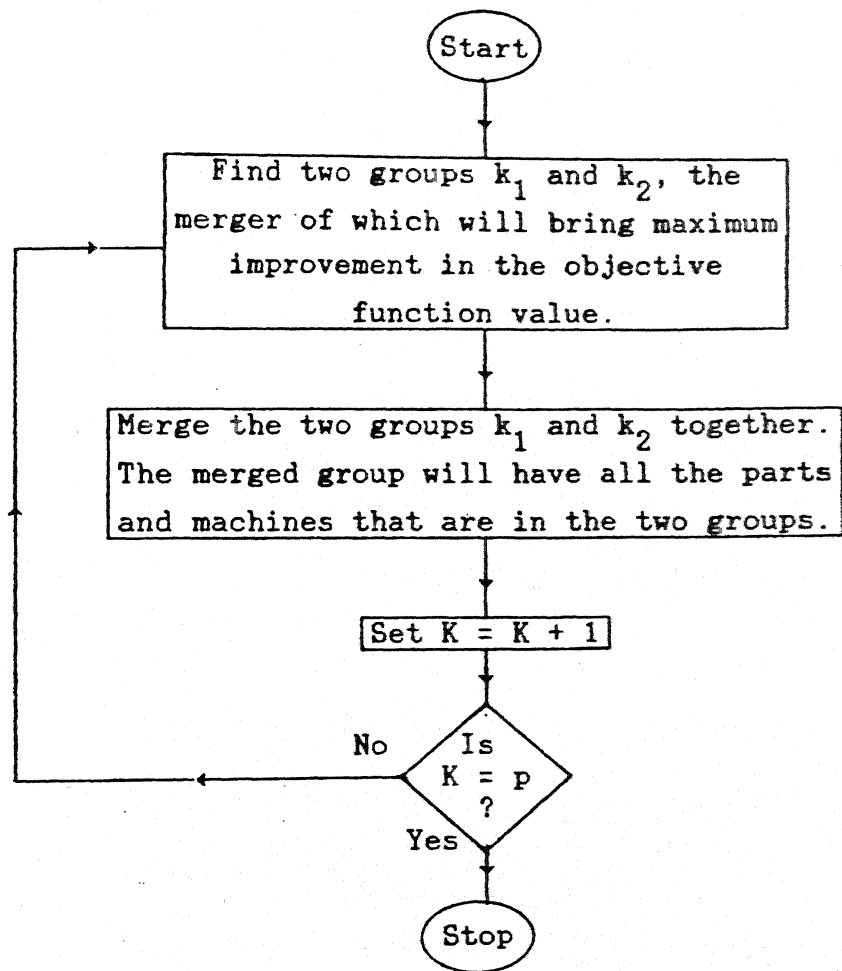 Start
Find two groups k₁ and k₂, the
merger of which will bring maximum
improvement in the objective
function value.
Merge the two groups k₁ and k₂ together.
The merged group will have all the parts
and machines that are in the two groups.
Set K = K + 1
No
Is
K = p
?
Yes
Stop